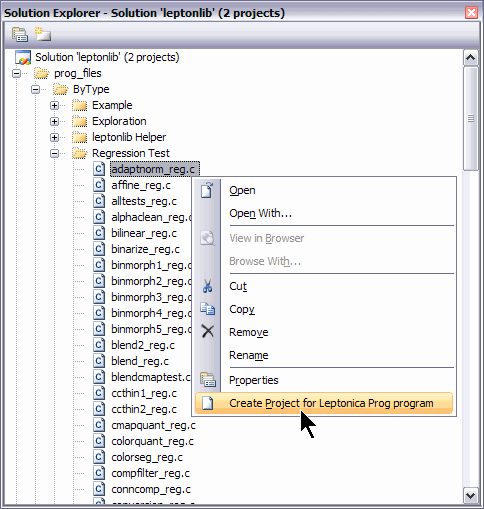 Solution Explorer - Solution 'leptonlib' (2 projects)
Solution 'leptonlib' (2 projects)
prog_files
ByType
Example
Exploration
leptonlib Helper
Regression Test
adaptnorm_reg.c
affine_reg.c
alltests_reg.c
alphaclean_reg.c
bilinear_reg.c
binarize_reg.c
binmorph1_reg.c
binmorph2_reg.c
binmorph3_reg.c
binmorph4_reg.c
binmorph5_reg.c
blend2_reg.c
blend_reg.c
blendcmaptest.c
ccthin1_reg.c
ccthin2_reg.c
cmapquant_reg.c
colorquant_reg.c
colorseg_reg.c
compfilter_reg.c
conncomp_reg.c
conversion_reg.c
Open
Open With...
View in Browser
Browse With...
Cut
Copy
Remove
Rename
Properties
Create Project for Leptonica Prog program